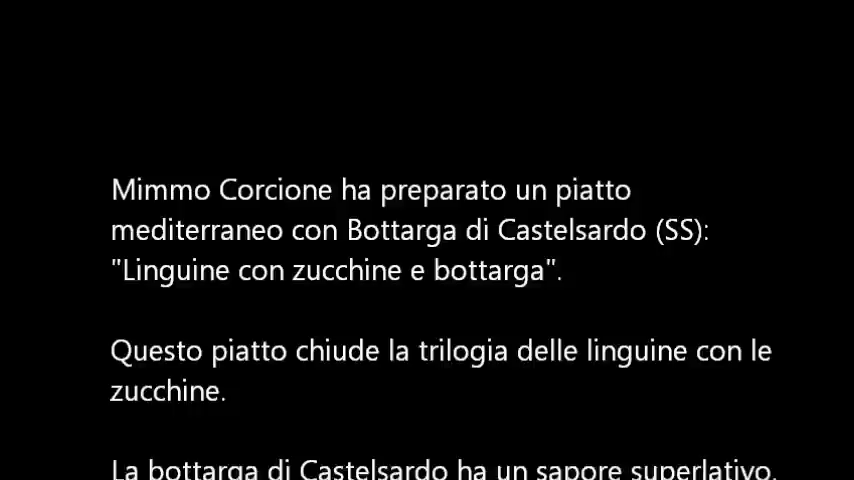 Mimmo Corcione ha preparato un piatto
mediterraneo con Bottarga di Castelsardo (SS):
"Linguine con zucchine e bottarga".
Questo piatto chiude la trilogia delle linguine con le
zucchine.
La bottarga di Castelsardo ha un sapore superlativo.